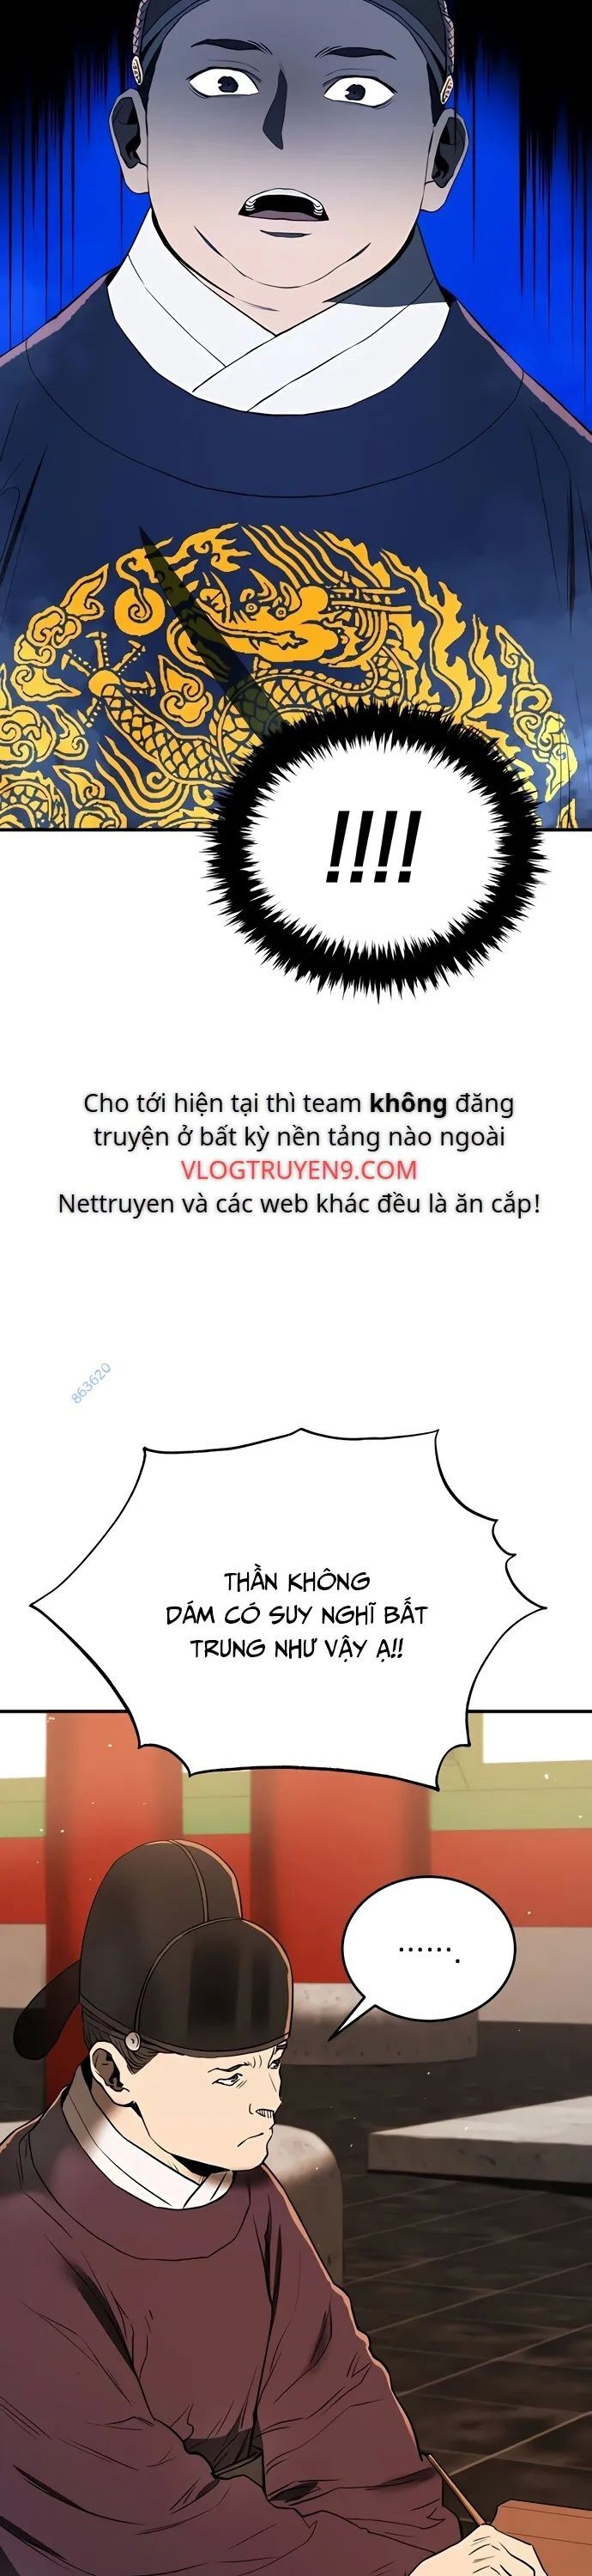 !!!!
Cho tới hiện tại thì team không đăng
truyện ở bất kỳ nền tảng nào ngoài
VLOGTRUYEN9.COM
Nettruyen và các web khác đều là ăn cắp!
863620
THẦN KHÔNG
DÁM CÓ SUY NGHĨ BẤT
TRUNG NHƯ VẬY Ạ!!
.......